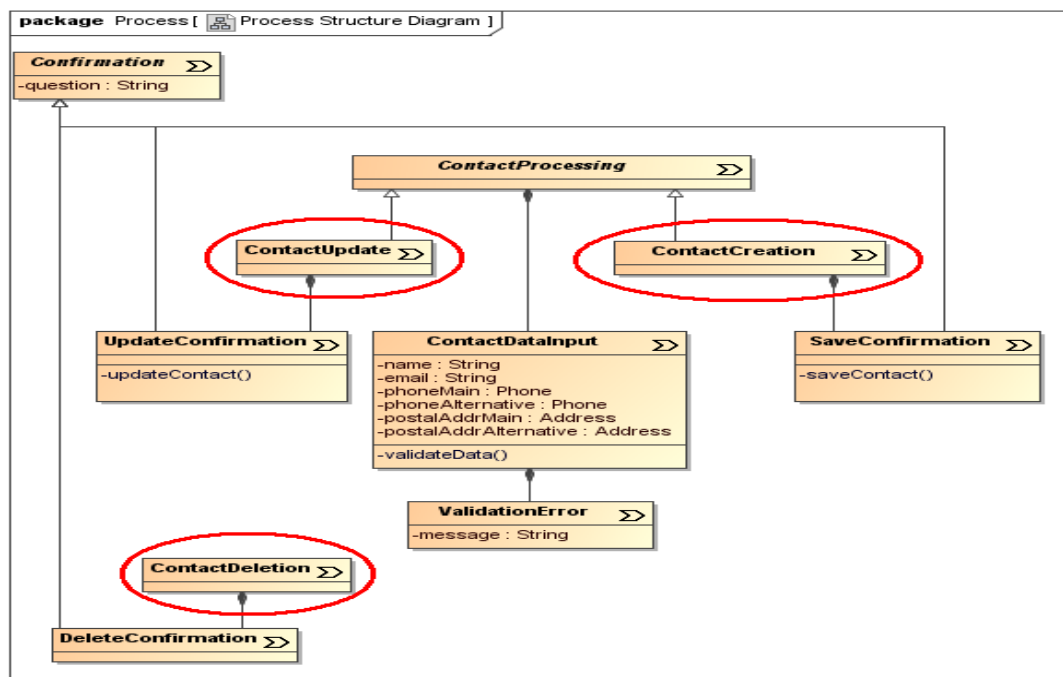 package Process [ Process Structure Diagram ]
Confirmation
-question : String
ContactProcessing
ContactUpdate
ContactCreation
UpdateConfirmation
-updateContact()
ContactDataInput
-name : String
-email : String
-phoneMain : Phone
-phoneAlternative : Phone
-postalAddrMain : Address
-postalAddrAlternative : Address
-validateData()
SaveConfirmation
-saveContact()
ValidationError
-message : String
ContactDeletion
DeleteConfirmation